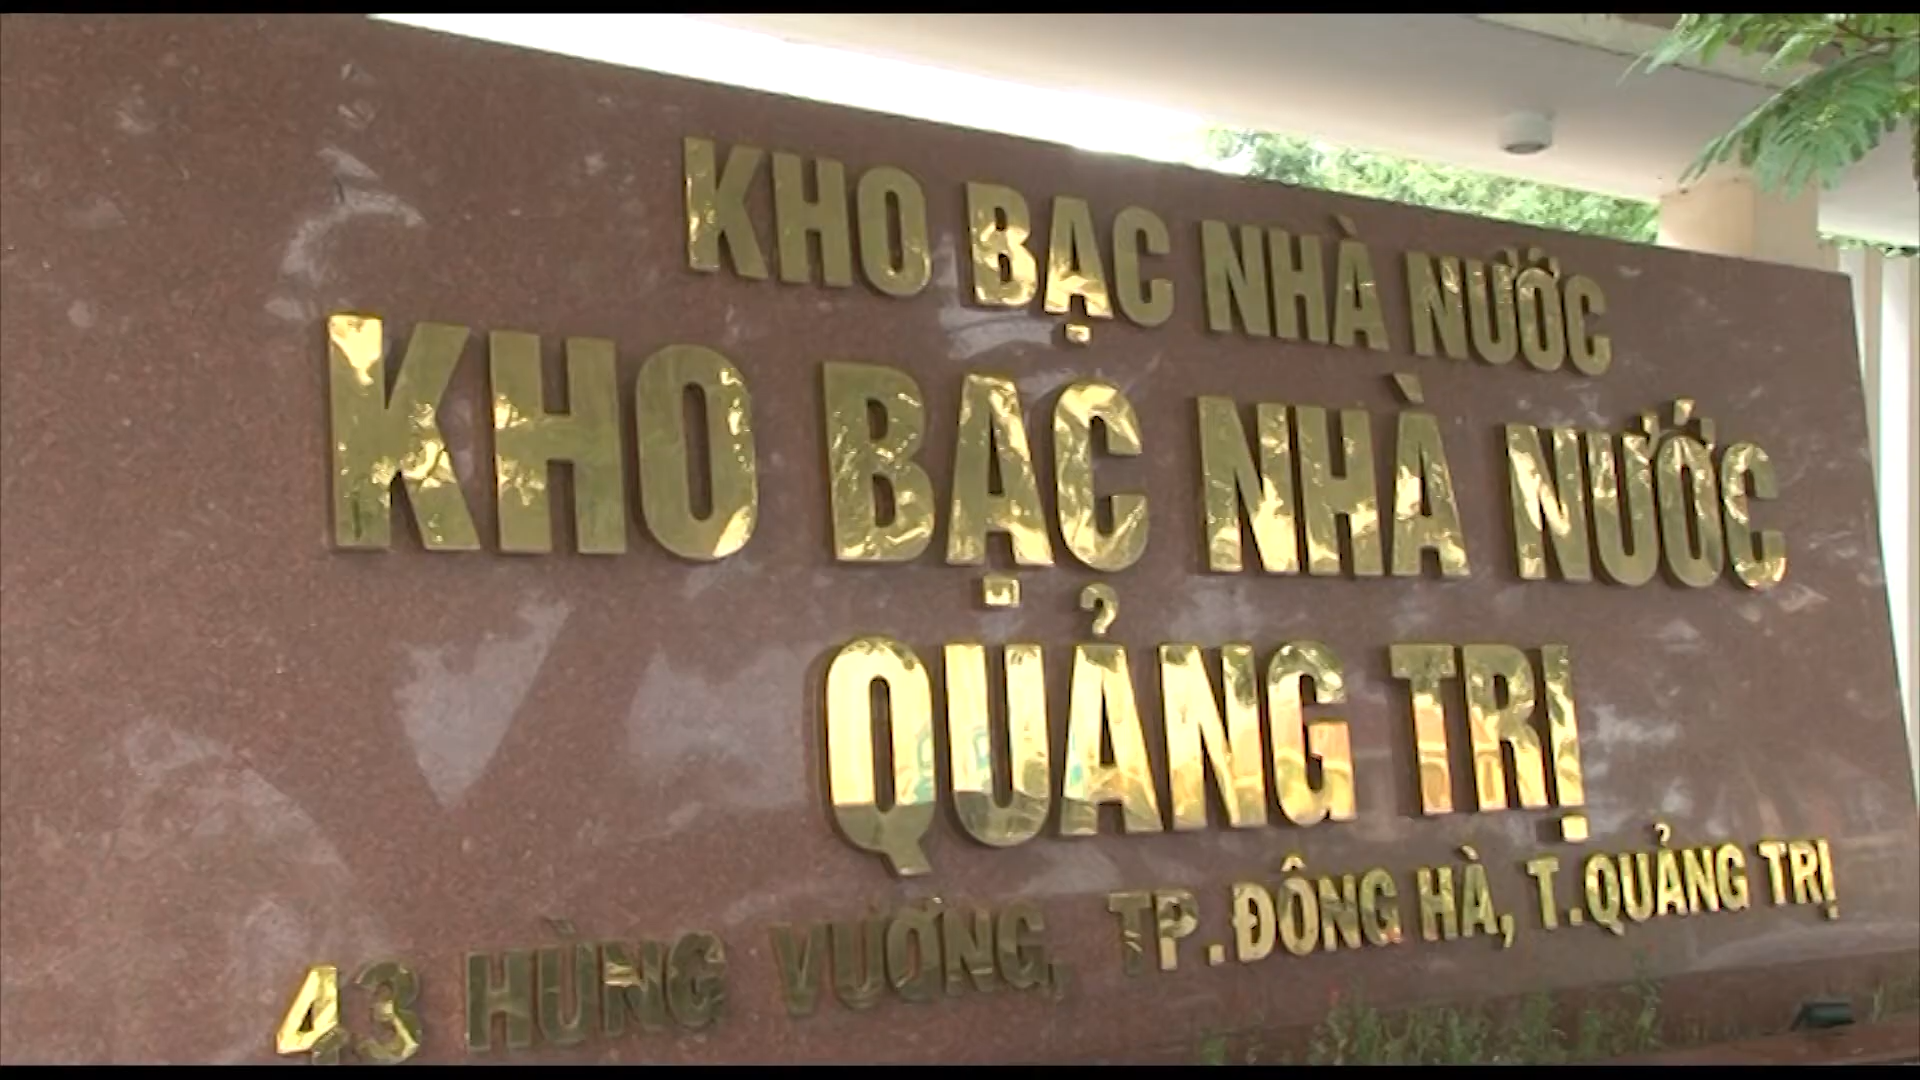 KHO BẠC NHÀ NƯỚC
KHO BẠC NHÀ NƯỚC
QUẢNG TRỊ
43 HÙNG VƯƠNG, TP.ĐÔNG HÀ, T.QUẢNG TRỊ